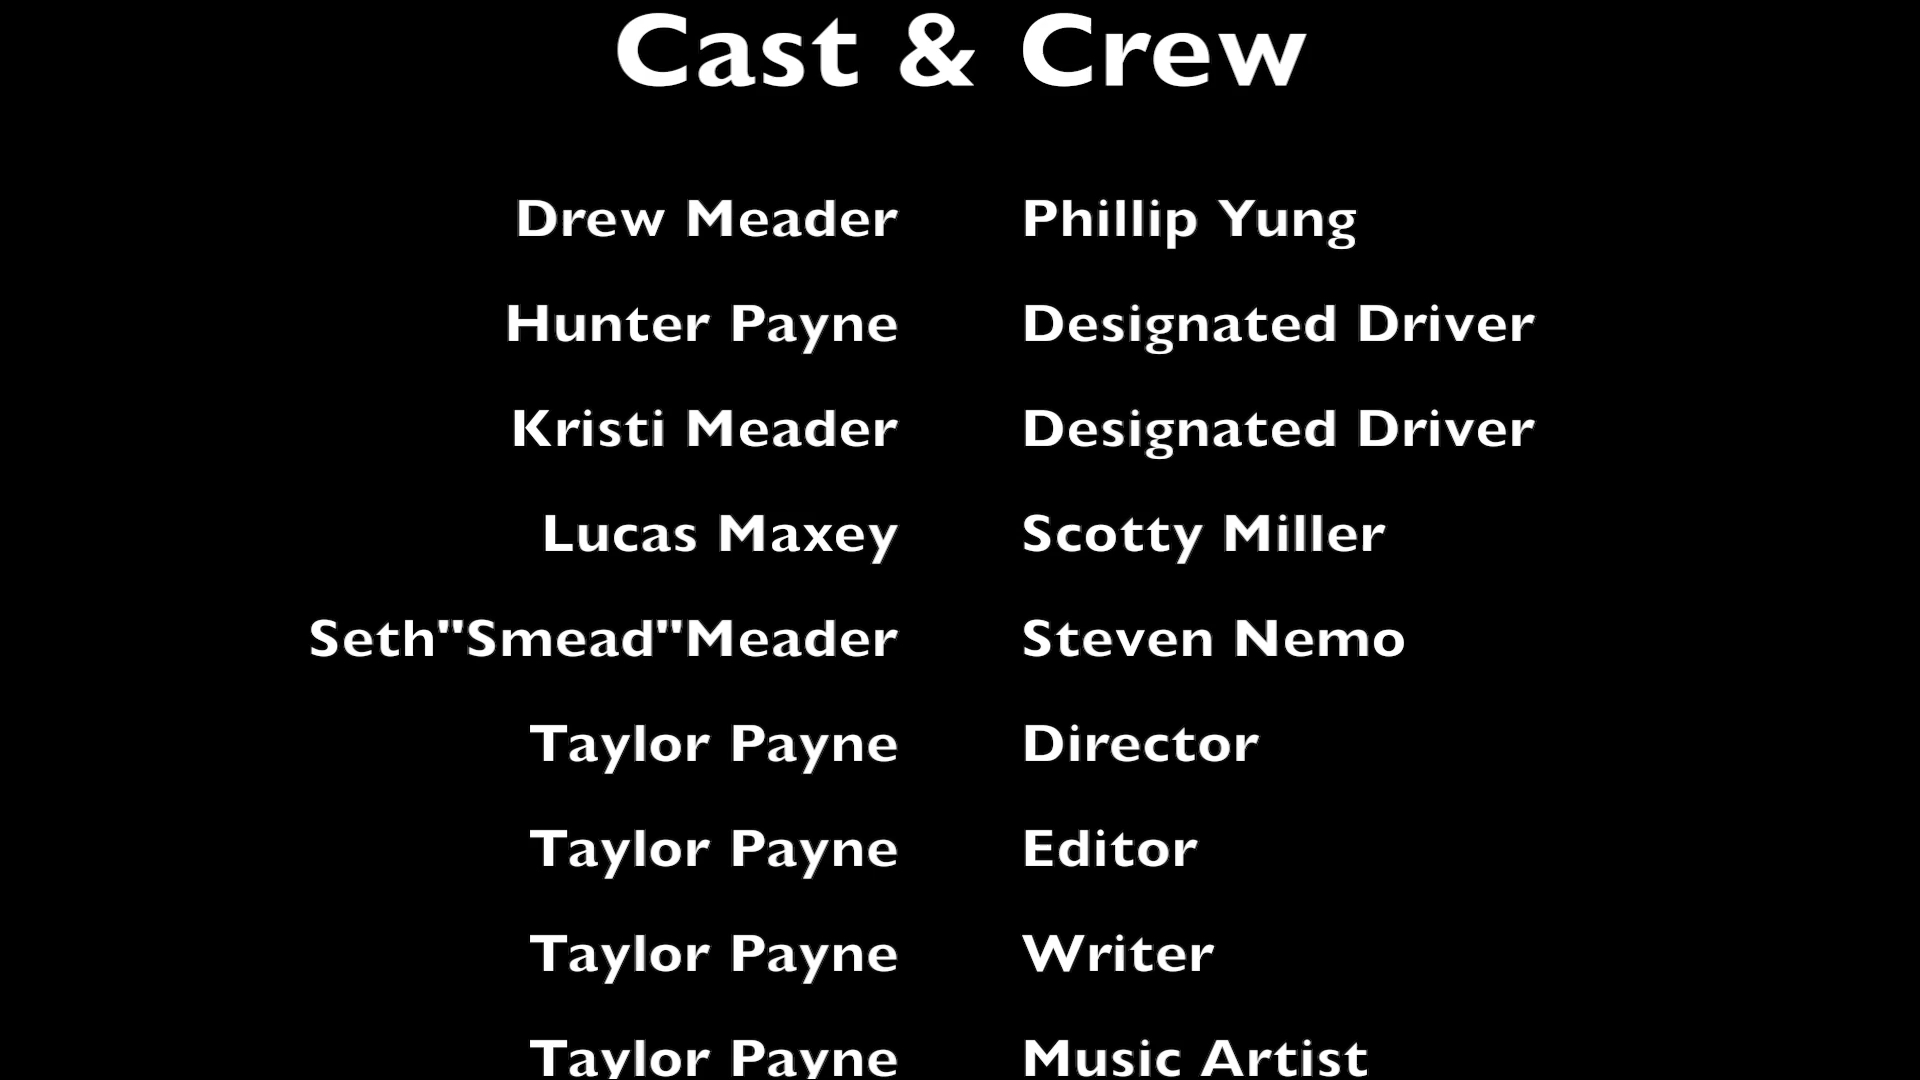 Cast & Crew
Drew Meader Phillip Yung
Hunter Payne Designated Driver
Kristi Meader Designated Driver
Lucas Maxey Scotty Miller
Seth"Smead"Meader Steven Nemo
Taylor Payne Director
Taylor Payne Editor
Taylor Payne Writer
Taylor Payne Music Artist